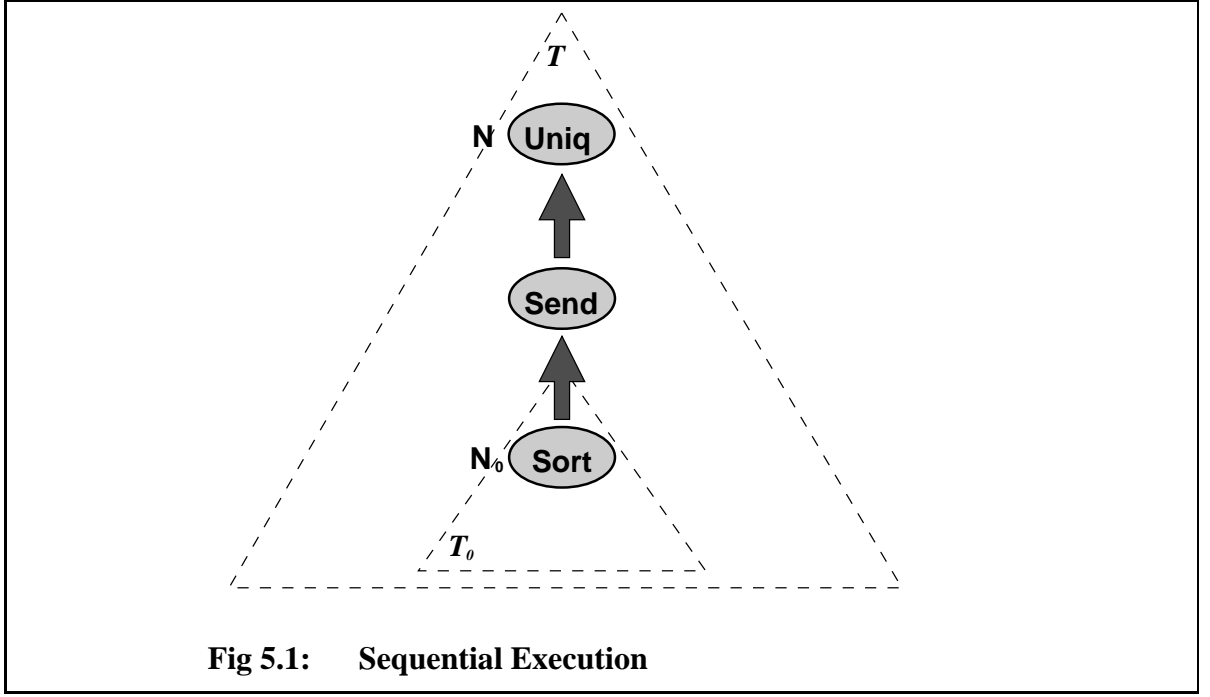 T
N Uniq
Send
N₀ Sort
T₀
Fig 5.1: Sequential Execution